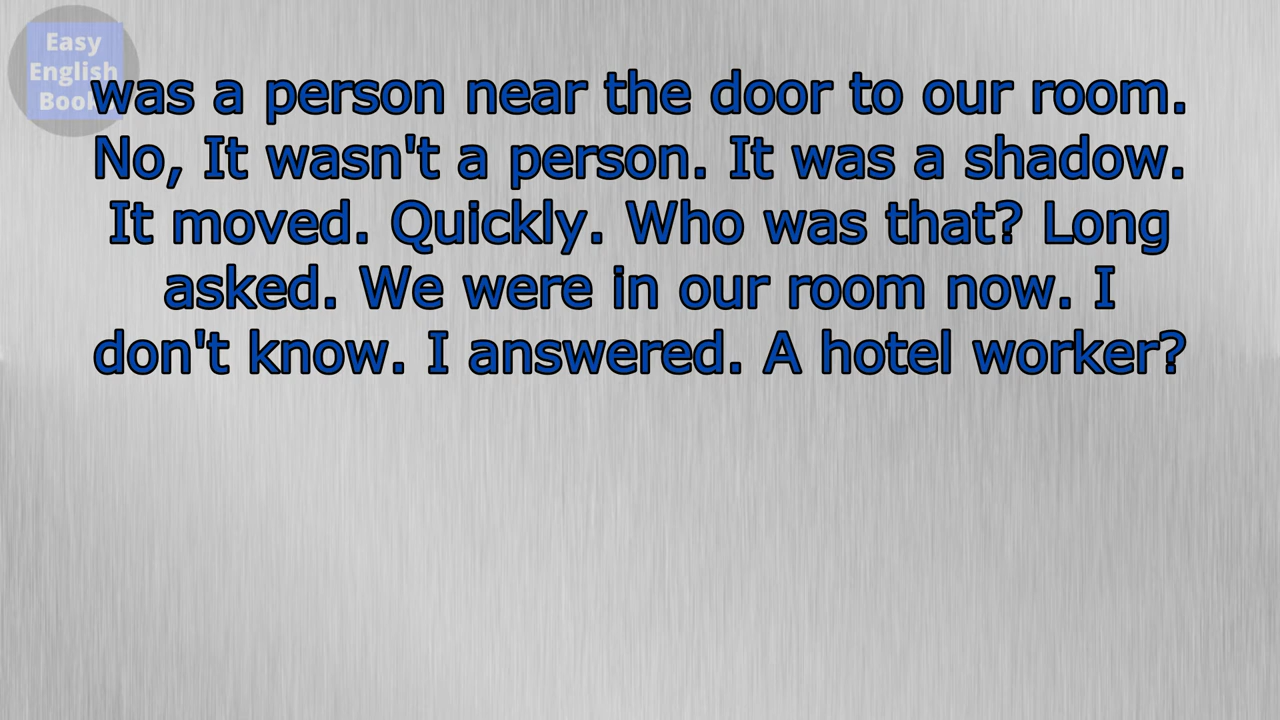 Easy
English
Book
was a person near the door to our room.
No, It wasn't a person. It was a shadow.
It moved. Quickly. Who was that? Long
asked. We were in our room now. I
don't know. I answered. A hotel worker?